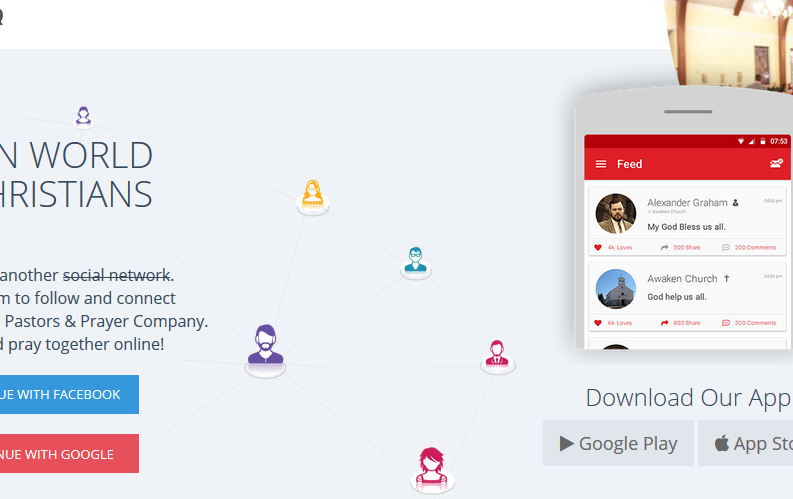 N WORLD
HRISTIANS
another social network.
m to follow and connect
Pastors & Prayer Company.
d pray together online!
UE WITH FACEBOOK
NUE WITH GOOGLE
07:53
Feed
Alexander Graham
04:50 pm
Awaken Church
My God Bless us all.
4k Loves
500 Share
200 Comments
Awaken Church
04:50 pm
God help us all.
6k Loves
800 Share
300 Comments
Download Our App
Google Play
App Sto